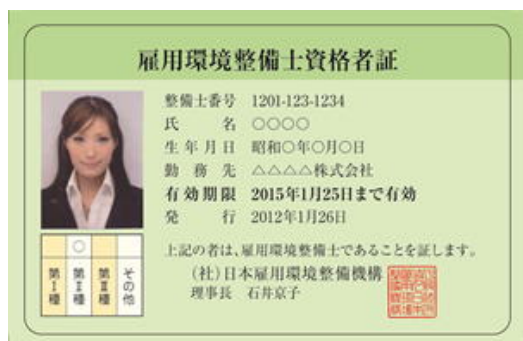 雇用環境整備士資格者証
整備士番号 1201-123-1234
氏 名 ○○○○
生年月日 昭和○年○月○日
勤務先 △△△△株式会社
有効期限 2015年1月25日まで有効
発 行 2012年1月26日
○
第Ⅰ種 第Ⅱ種 第Ⅲ種 その他
上記の者は、雇用環境整備士であることを証します。
(社)日本雇用環境整備機構
理事長 石井京子